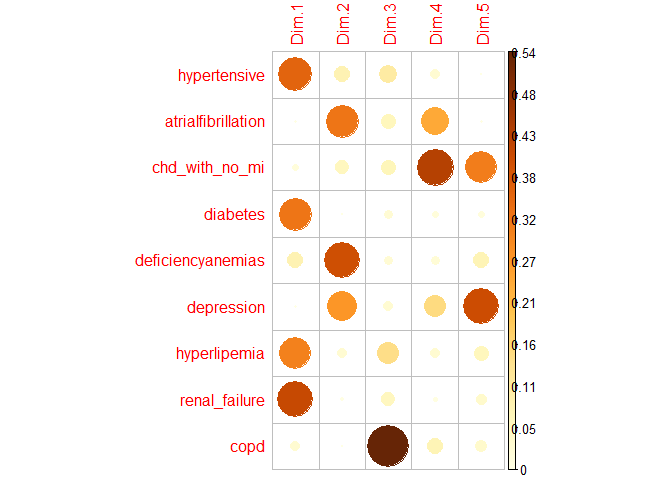 Dim.1 Dim.2 Dim.3 Dim.4 Dim.5
hypertensive
atrialfibrillation
chd_with_no_mi
diabetes
deficiencyanemias
depression
hyperlipemia
renal_failure
copd
0.54
0.48
0.43
0.38
0.32
0.27
0.21
0.16
0.11
0.05
0